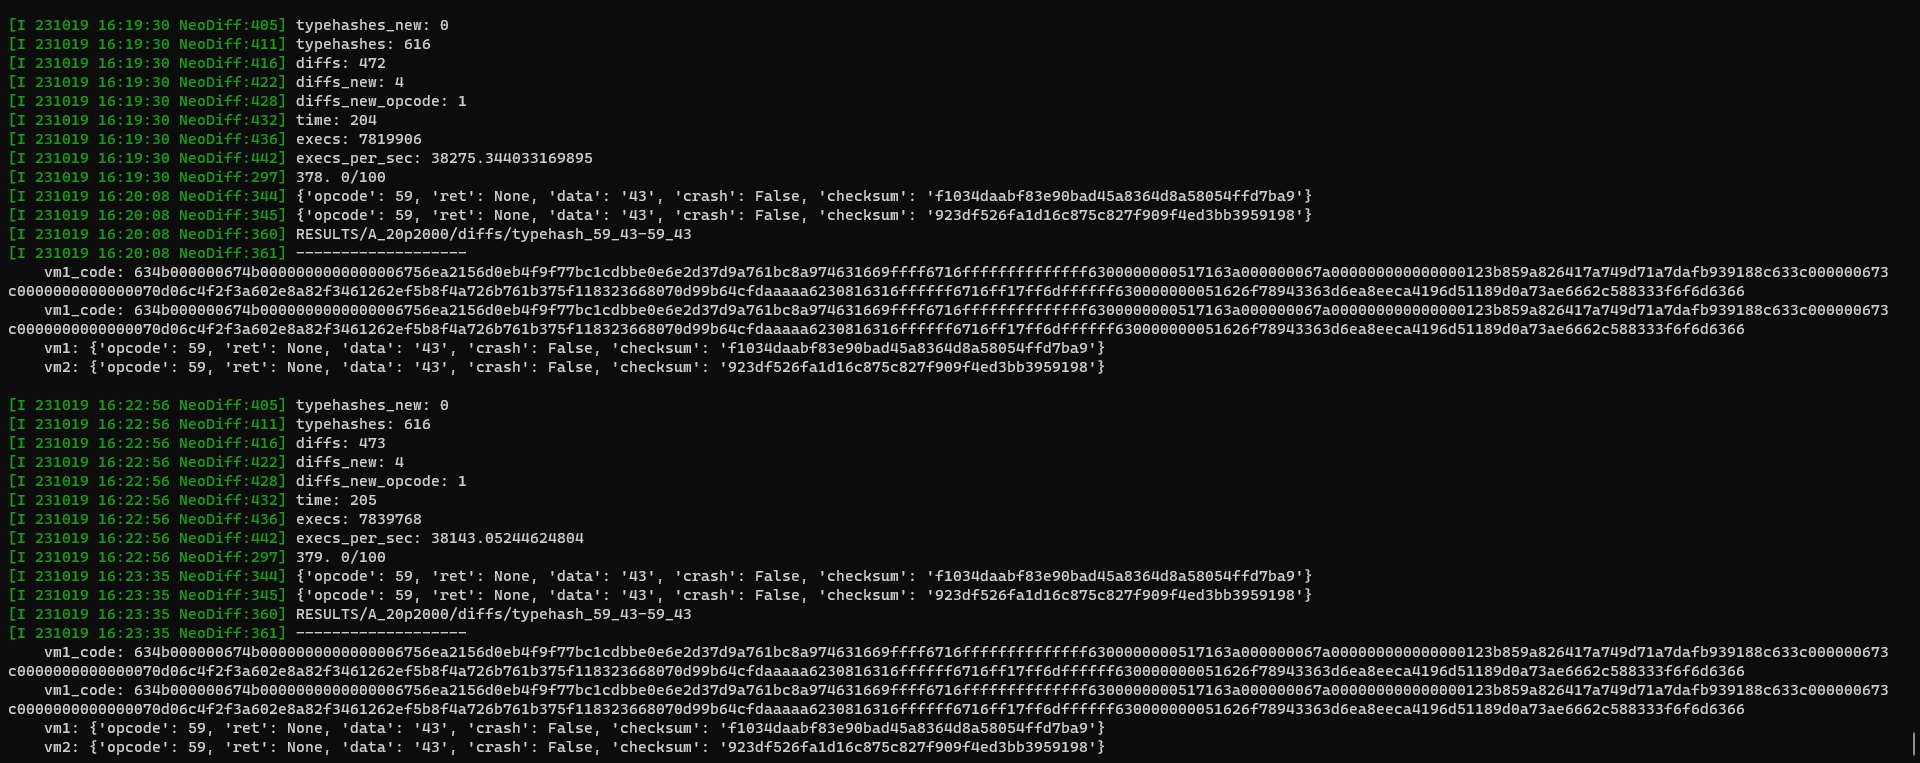 [I 231019 16:19:30 NeoDiff:405] typehashes_new: 0
[I 231019 16:19:30 NeoDiff:411] typehashes: 616
[I 231019 16:19:30 NeoDiff:416] diffs: 472
[I 231019 16:19:30 NeoDiff:422] diffs_new: 4
[I 231019 16:19:30 NeoDiff:428] diffs_new_opcode: 1
[I 231019 16:19:30 NeoDiff:432] time: 204
[I 231019 16:19:30 NeoDiff:436] execs: 7819906
[I 231019 16:19:30 NeoDiff:442] execs_per_sec: 38275.344033169895
[I 231019 16:19:30 NeoDiff:297] 378. 0/100
[I 231019 16:20:08 NeoDiff:344] {'opcode': 59, 'ret': None, 'data': '43', 'crash': False, 'checksum': 'f1034daabf83e90bad45a8364d8a58054ffd7ba9'}
[I 231019 16:20:08 NeoDiff:345] {'opcode': 59, 'ret': None, 'data': '43', 'crash': False, 'checksum': '923df526fa1d16c875c827f909f4ed3bb3959198'}
[I 231019 16:20:08 NeoDiff:360] RESULTS/A_20p2000/diffs/typehash_59_43-59_43
[I 231019 16:20:08 NeoDiff:361] -------------------
vm1_code: 634b000000674b0000000000000006756ea2156d0eb4f9f77bc1cdbbe0e6e2d37d9a761bc8a974631669ffff6716ffffffffffffff6300000000517163a000000067a000000000000000123b859a826417a749d71a7dafb939188c633c000000673
c0000000000000070d06c4f2f3a602e8a82f3461262ef5b8f4a726b761b375f118323668070d99b64cfdaaaaa6230816316ffffff6716ff17ff6dffffff630000000051626f78943363d6ea8eeca4196d51189d0a73ae6662c588333f6f6d6366
vm1_code: 634b000000674b0000000000000006756ea2156d0eb4f9f77bc1cdbbe0e6e2d37d9a761bc8a974631669ffff6716ffffffffffffff6300000000517163a000000067a000000000000000123b859a826417a749d71a7dafb939188c633c000000673
c0000000000000070d06c4f2f3a602e8a82f3461262ef5b8f4a726b761b375f118323668070d99b64cfdaaaaa6230816316ffffff6716ff17ff6dffffff630000000051626f78943363d6ea8eeca4196d51189d0a73ae6662c588333f6f6d6366
vm1: {'opcode': 59, 'ret': None, 'data': '43', 'crash': False, 'checksum': 'f1034daabf83e90bad45a8364d8a58054ffd7ba9'}
vm2: {'opcode': 59, 'ret': None, 'data': '43', 'crash': False, 'checksum': '923df526fa1d16c875c827f909f4ed3bb3959198'}
[I 231019 16:22:56 NeoDiff:405] typehashes_new: 0
[I 231019 16:22:56 NeoDiff:411] typehashes: 616
[I 231019 16:22:56 NeoDiff:416] diffs: 473
[I 231019 16:22:56 NeoDiff:422] diffs_new: 4
[I 231019 16:22:56 NeoDiff:428] diffs_new_opcode: 1
[I 231019 16:22:56 NeoDiff:432] time: 205
[I 231019 16:22:56 NeoDiff:436] execs: 7839768
[I 231019 16:22:56 NeoDiff:442] execs_per_sec: 38143.05244624804
[I 231019 16:22:56 NeoDiff:297] 379. 0/100
[I 231019 16:23:35 NeoDiff:344] {'opcode': 59, 'ret': None, 'data': '43', 'crash': False, 'checksum': 'f1034daabf83e90bad45a8364d8a58054ffd7ba9'}
[I 231019 16:23:35 NeoDiff:345] {'opcode': 59, 'ret': None, 'data': '43', 'crash': False, 'checksum': '923df526fa1d16c875c827f909f4ed3bb3959198'}
[I 231019 16:23:35 NeoDiff:360] RESULTS/A_20p2000/diffs/typehash_59_43-59_43
[I 231019 16:23:35 NeoDiff:361] -------------------
vm1_code: 634b000000674b0000000000000006756ea2156d0eb4f9f77bc1cdbbe0e6e2d37d9a761bc8a974631669ffff6716ffffffffffffff6300000000517163a000000067a000000000000000123b859a826417a749d71a7dafb939188c633c000000673
c0000000000000070d06c4f2f3a602e8a82f3461262ef5b8f4a726b761b375f118323668070d99b64cfdaaaaa6230816316ffffff6716ff17ff6dffffff630000000051626f78943363d6ea8eeca4196d51189d0a73ae6662c588333f6f6d6366
vm1_code: 634b000000674b0000000000000006756ea2156d0eb4f9f77bc1cdbbe0e6e2d37d9a761bc8a974631669ffff6716ffffffffffffff6300000000517163a000000067a000000000000000123b859a826417a749d71a7dafb939188c633c000000673
c0000000000000070d06c4f2f3a602e8a82f3461262ef5b8f4a726b761b375f118323668070d99b64cfdaaaaa6230816316ffffff6716ff17ff6dffffff630000000051626f78943363d6ea8eeca4196d51189d0a73ae6662c588333f6f6d6366
vm1: {'opcode': 59, 'ret': None, 'data': '43', 'crash': False, 'checksum': 'f1034daabf83e90bad45a8364d8a58054ffd7ba9'}
vm2: {'opcode': 59, 'ret': None, 'data': '43', 'crash': False, 'checksum': '923df526fa1d16c875c827f909f4ed3bb3959198'}